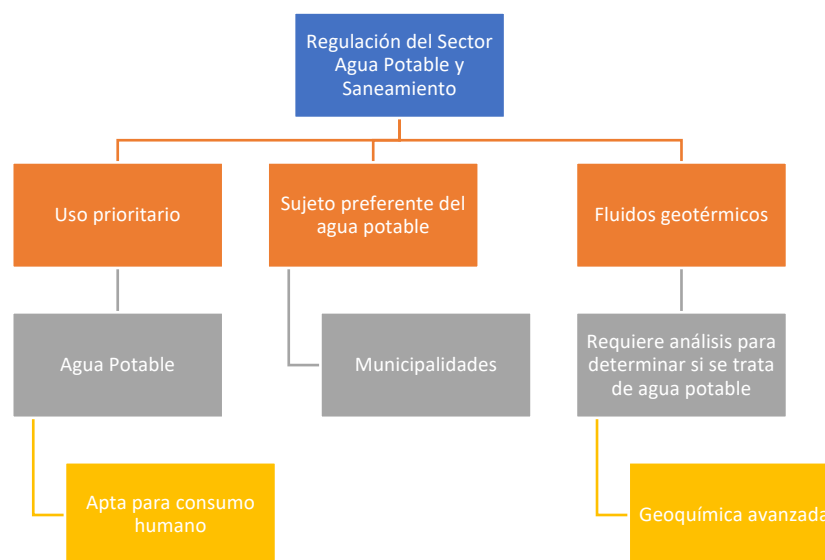 Regulación del Sector
Agua Potable y
Saneamiento
Uso prioritario
Sujeto preferente del
agua potable
Fluidos geotérmicos
Agua Potable
Municipalidades
Requiere análisis para
determinar si se trata
de agua potable
Apta para consumo
humano
Geoquímica avanzada